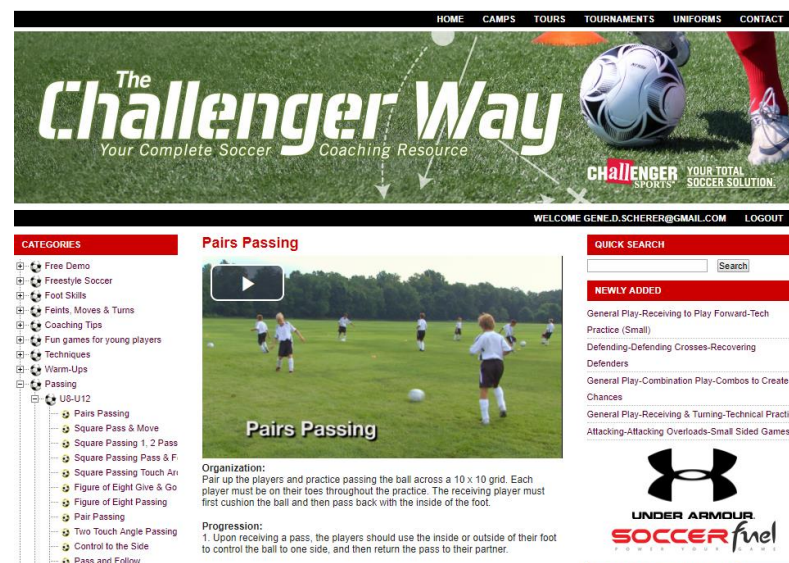 HOME CAMPS TOURS TOURNAMENTS UNIFORMS CONTACT
The
Challenger Way
Your Complete Soccer Coaching Resource
CHallENGER
SPORTS
YOUR TOTAL
SOCCER SOLUTION.
WELCOME GENE.D.SCHERER@GMAIL.COM LOGOUT
CATEGORIES
Free Demo
Freestyle Soccer
Foot Skills
Feints, Moves & Turns
Coaching Tips
Fun games for young players
Techniques
Warm-Ups
Passing
U8-U12
Pairs Passing
Square Pass & Move
Square Passing 1, 2 Pass
Square Passing Pass & F
Square Passing Touch Aro
Figure of Eight Give & Go
Figure of Eight Passing
Pair Passing
Two Touch Angle Passing
Control to the Side
Pass and Follow
Pairs Passing
Pairs Passing
Organization:
Pair up the players and practice passing the ball across a 10 x 10 grid. Each
player must be on their toes throughout the practice. The receiving player must
first cushion the ball and then pass back with the inside of the foot.
Progression:
1. Upon receiving a pass, the players should use the inside or outside of their foot
to control the ball to one side, and then return the pass to their partner.
QUICK SEARCH
Search
NEWLY ADDED
General Play-Receiving to Play Forward-Tech
Practice (Small)
Defending-Defending Crosses-Recovering
Defenders
General Play-Combination Play-Combos to Create
Chances
General Play-Receiving & Turning-Technical Practi
Attacking-Attacking Overloads-Small Sided Games
UNDER ARMOUR.
SOCCER fuel
POWER YOUR GAME